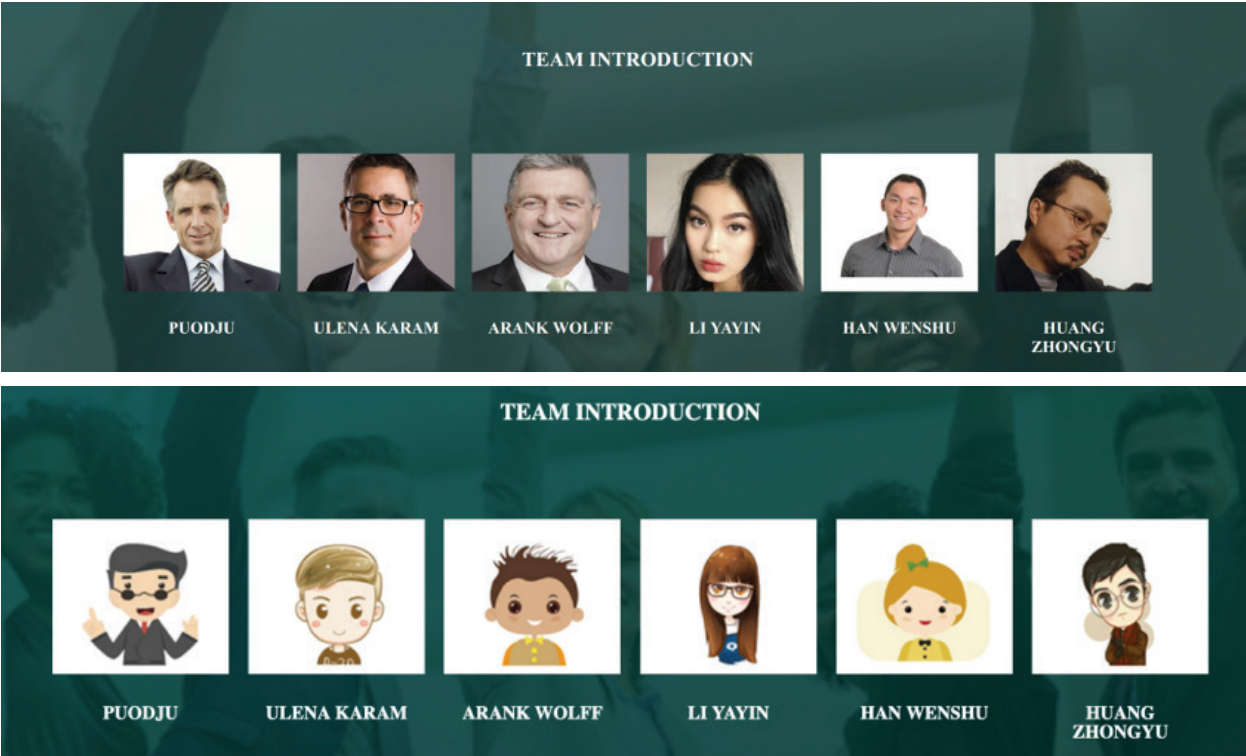 TEAM INTRODUCTION
PUODJU
ULENA KARAM
ARANK WOLFF
LI YAYIN
HAN WENSHU
HUANG
ZHONGYU
TEAM INTRODUCTION
PUODJU
ULENA KARAM
ARANK WOLFF
LI YAYIN
HAN WENSHU
HUANG
ZHONGYU